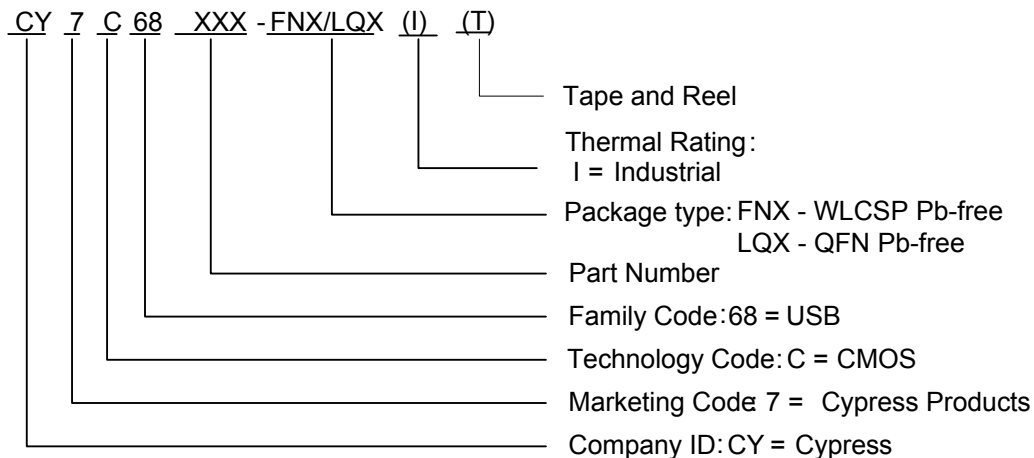 CY 7 C 68 XXX - FNX/LQX (I) (T)
Tape and Reel
Thermal Rating:
I = Industrial
Package type: FNX - WLCSP Pb-free
LQX - QFN Pb-free
Part Number
Family Code: 68 = USB
Technology Code: C = CMOS
Marketing Code: 7 = Cypress Products
Company ID: CY = Cypress